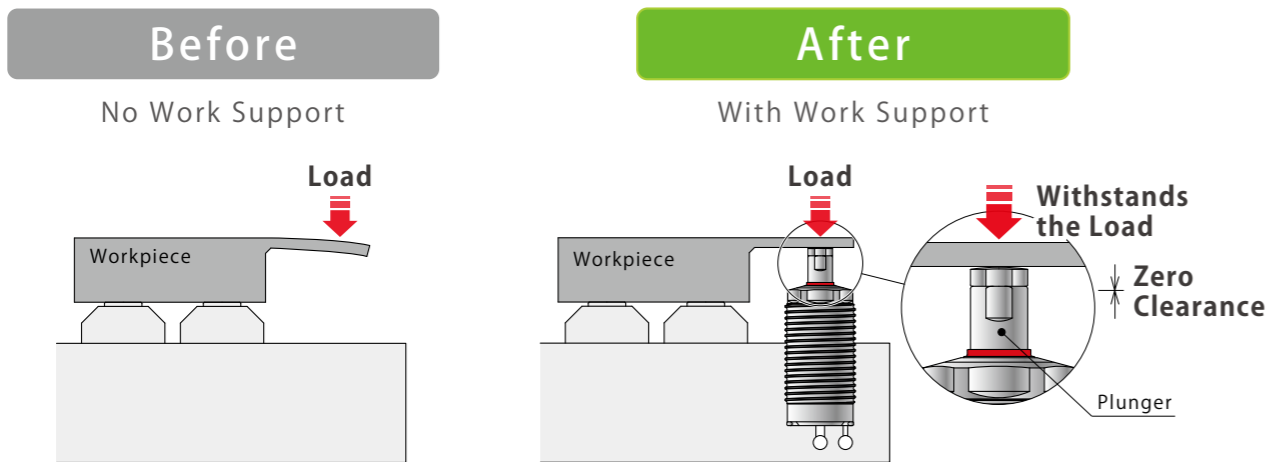 Before
No Work Support
Load
Workpiece
After
With Work Support
Load
Workpiece
Withstands
the Load
Zero
Clearance
Plunger